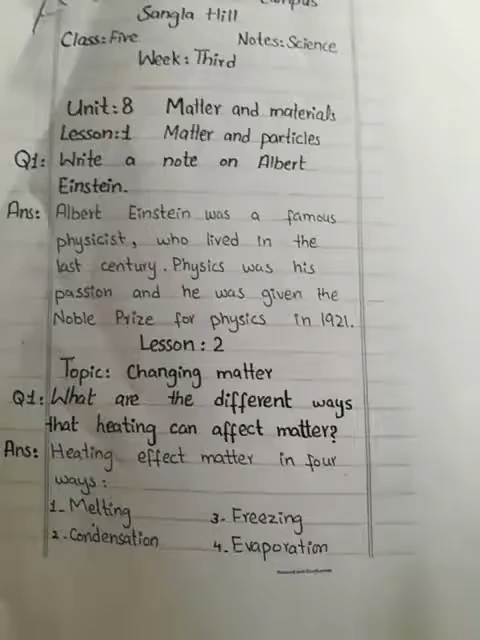 Campus
Sangla Hill
Class: Five Notes: Science
Week: Third
Unit: 8 Matter and materials
Lesson: 1 Matter and particles
Q1: Write a note on Albert
Einstein.
Ans: Albert Einstein was a famous
physicist, who lived in the
last century. Physics was his
passion and he was given the
Noble Prize for physics in 1921.
Lesson: 2
Topic: Changing matter
Q1: What are the different ways
that heating can affect matter?
Ans: Heating effect matter in four
ways:
1- Melting 3- Freezing
2- Condensation 4- Evaporation